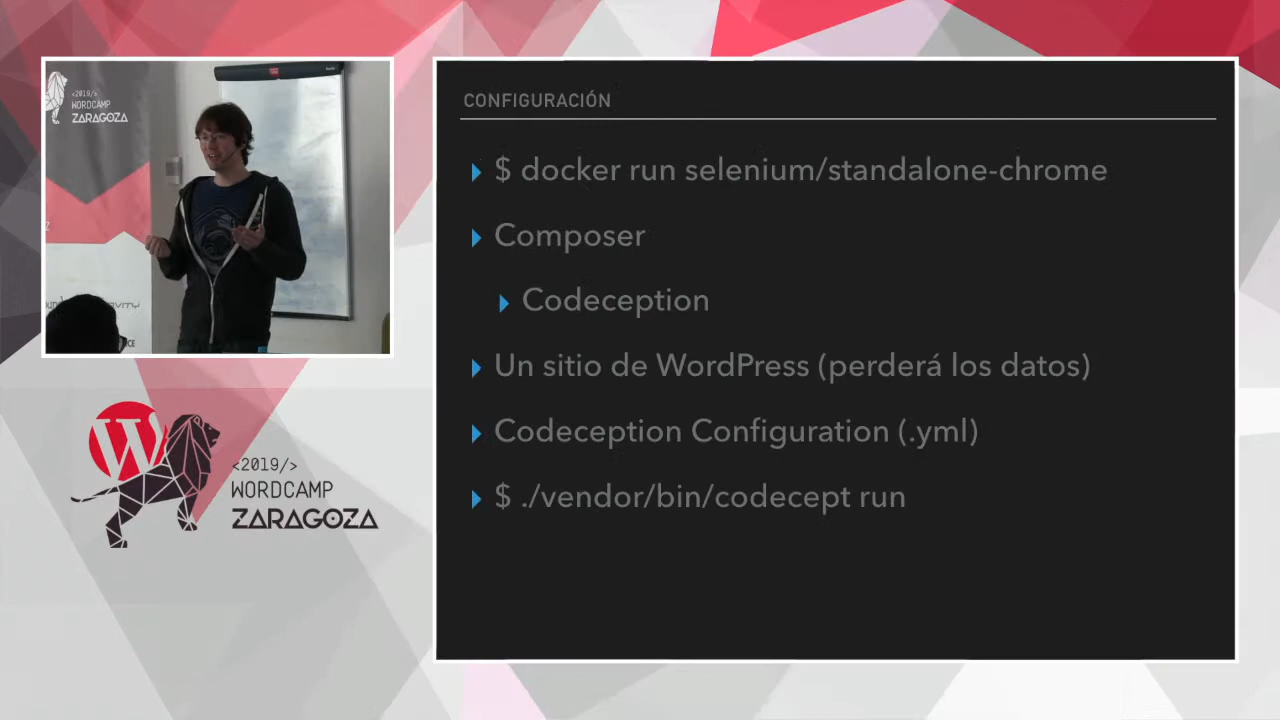 <2019/>
WORDCAMP
ZARAGOZA
CONFIGURACIÓN
$ docker run selenium/standalone-chrome
Composer
Codeception
Un sitio de WordPress (perderá los datos)
Codeception Configuration (.yml)
$ ./vendor/bin/codecept run
W
<2019/>
WORDCAMP
ZARAGOZA